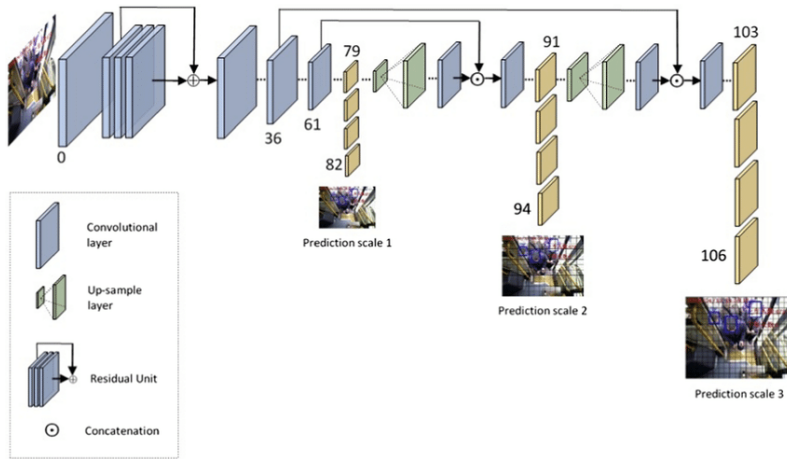 79
91
103
0
36
61
82
94
106
Prediction scale 1
Prediction scale 2
Prediction scale 3
Convolutional
layer
Up-sample
layer
Residual Unit
Concatenation